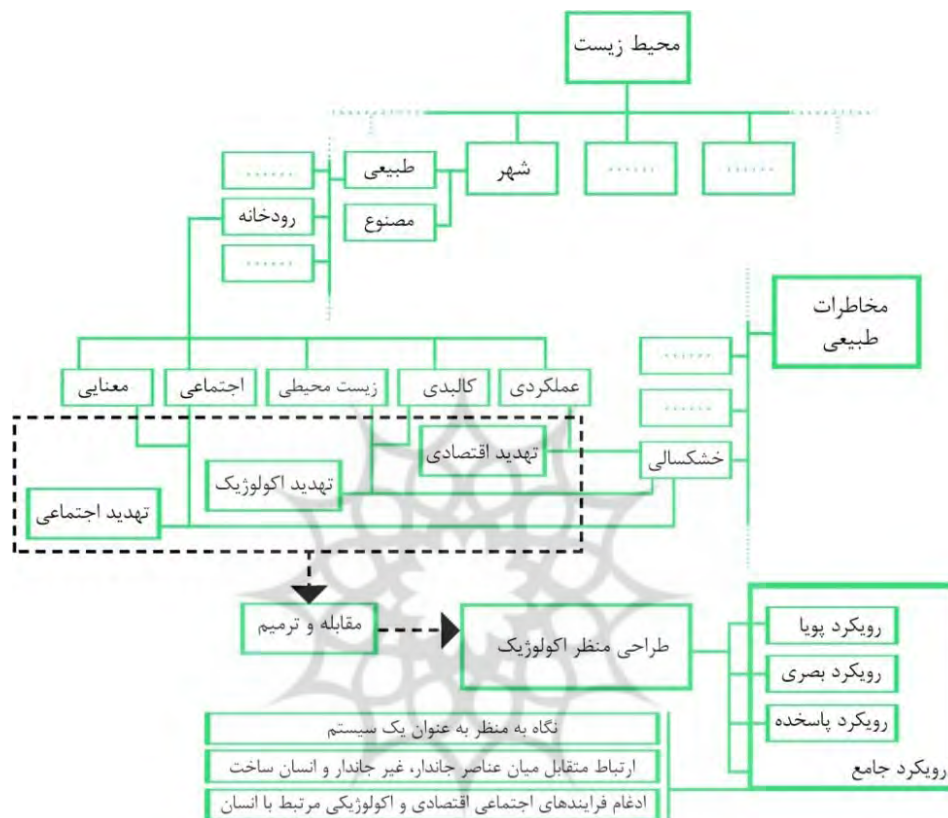 محیط زیست
شهر
......
......
طبیعی
مصنوع
......
رودخانه
......
مخاطرات
طبیعی
......
......
خشکسالی
عملکردی
کالبدی
زیست محیطی
اجتماعی
معنایی
تهدید اقتصادی
تهدید اکولوژیک
تهدید اجتماعی
مقابله و ترمیم
طراحی منظر اکولوژیک
رویکرد پویا
رویکرد بصری
رویکرد پاسخده
رویکرد جامع
نگاه به منظر به عنوان یک سیستم
ارتباط متقابل میان عناصر جاندار، غیر جاندار و انسان ساخت
ادغام فرایندهای اجتماعی اقتصادی و اکولوژیکی مرتبط با انسان